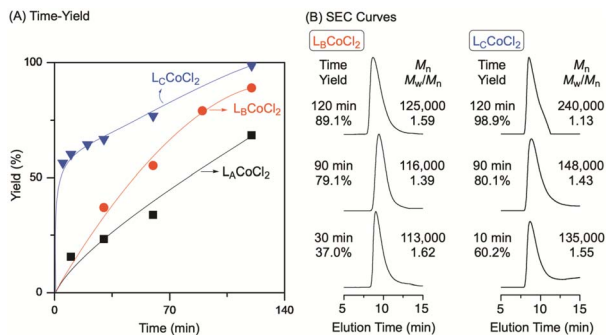 (A) Time-Yield
Yield (%)
100
50
0
0
70
140
Time (min)
LCCoCl2
LBCoCl2
LACoCl2
(B) SEC Curves
LBCoCl2
Time
Yield
Mn
Mw/Mn
120 min
89.1%
125,000
1.59
90 min
79.1%
116,000
1.39
30 min
37.0%
113,000
1.62
5 10 15
Elution Time (min)
LCCoCl2
Time
Yield
Mn
Mw/Mn
120 min
98.9%
240,000
1.13
90 min
80.1%
148,000
1.43
10 min
60.2%
135,000
1.55
5 10 15
Elution Time (min)